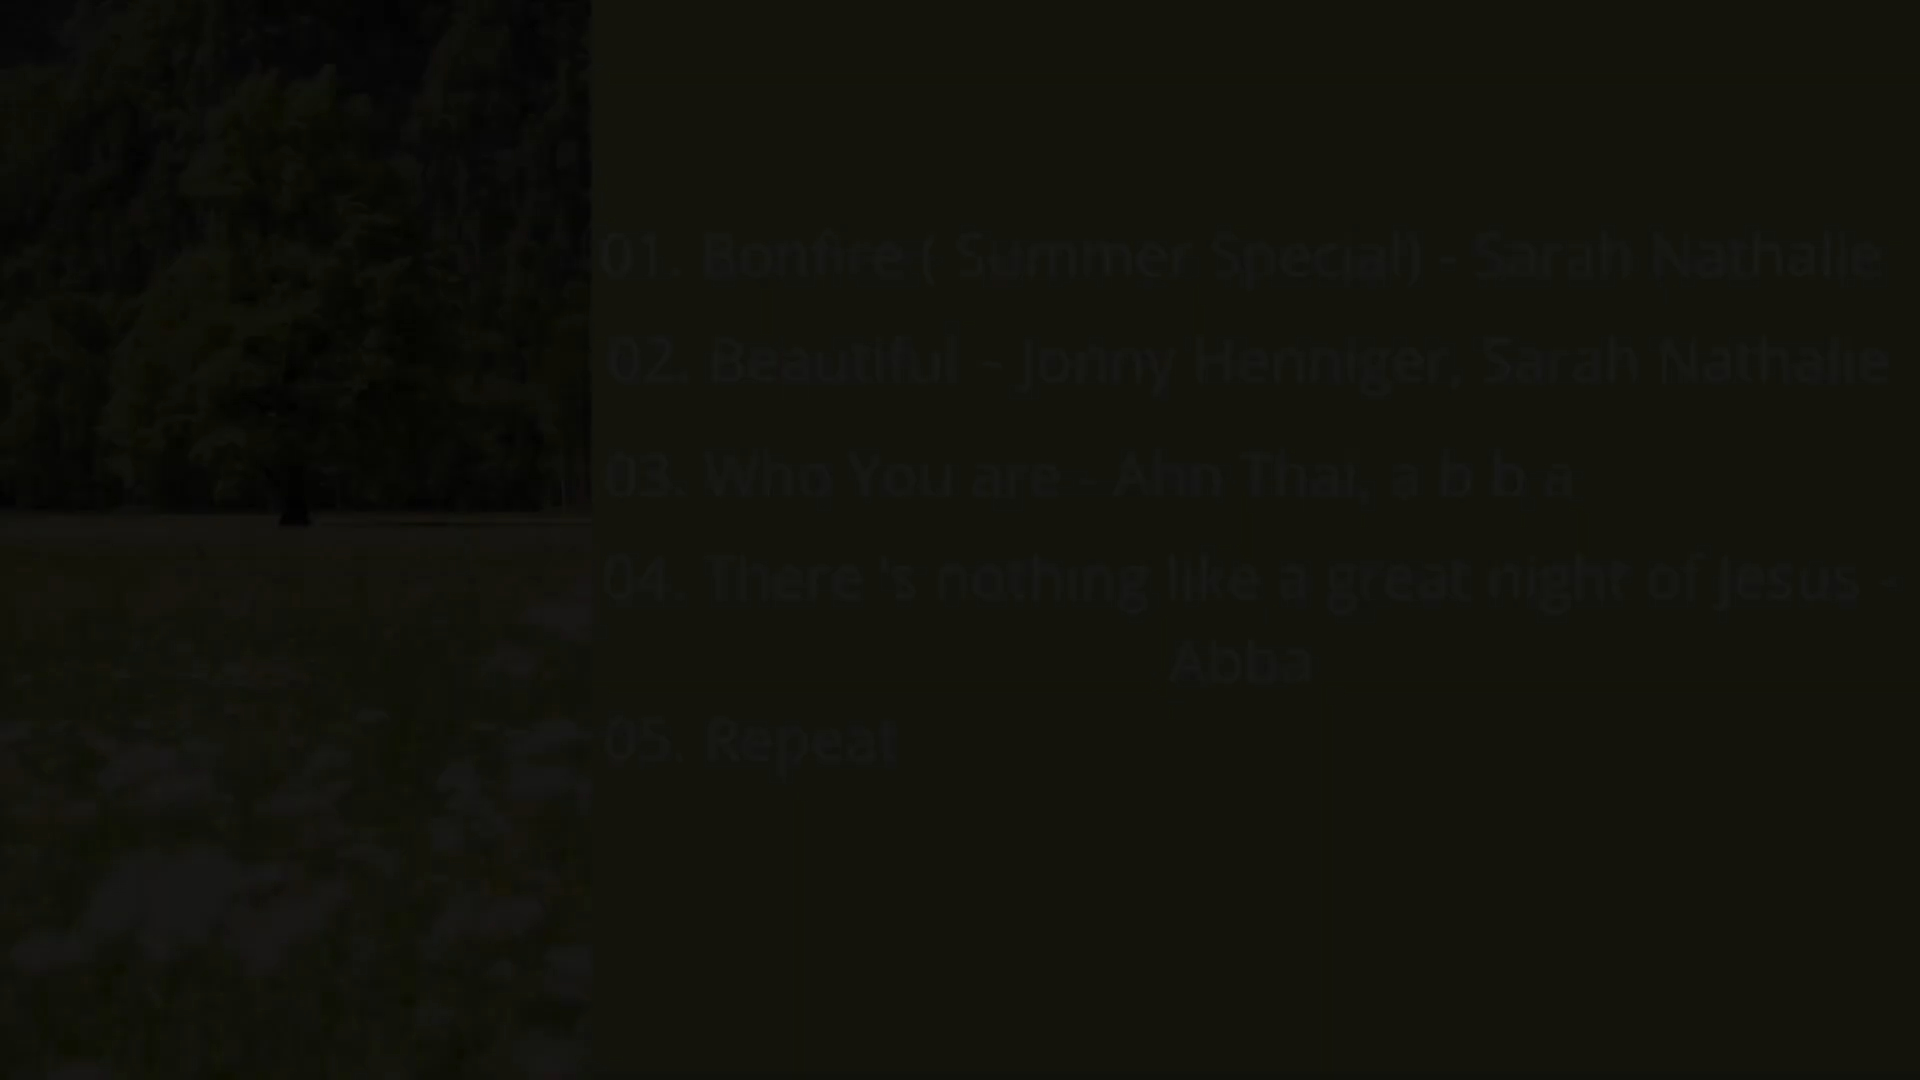 01. Bonfire ( Summer Special) - Sarah Nathalie
02. Beautiful - Jonny Henniger, Sarah Nathalie
03. Who You are - Ahn Thai, a b b a
04. There 's nothing like a great night of Jesus -
Abba
05. Repeat